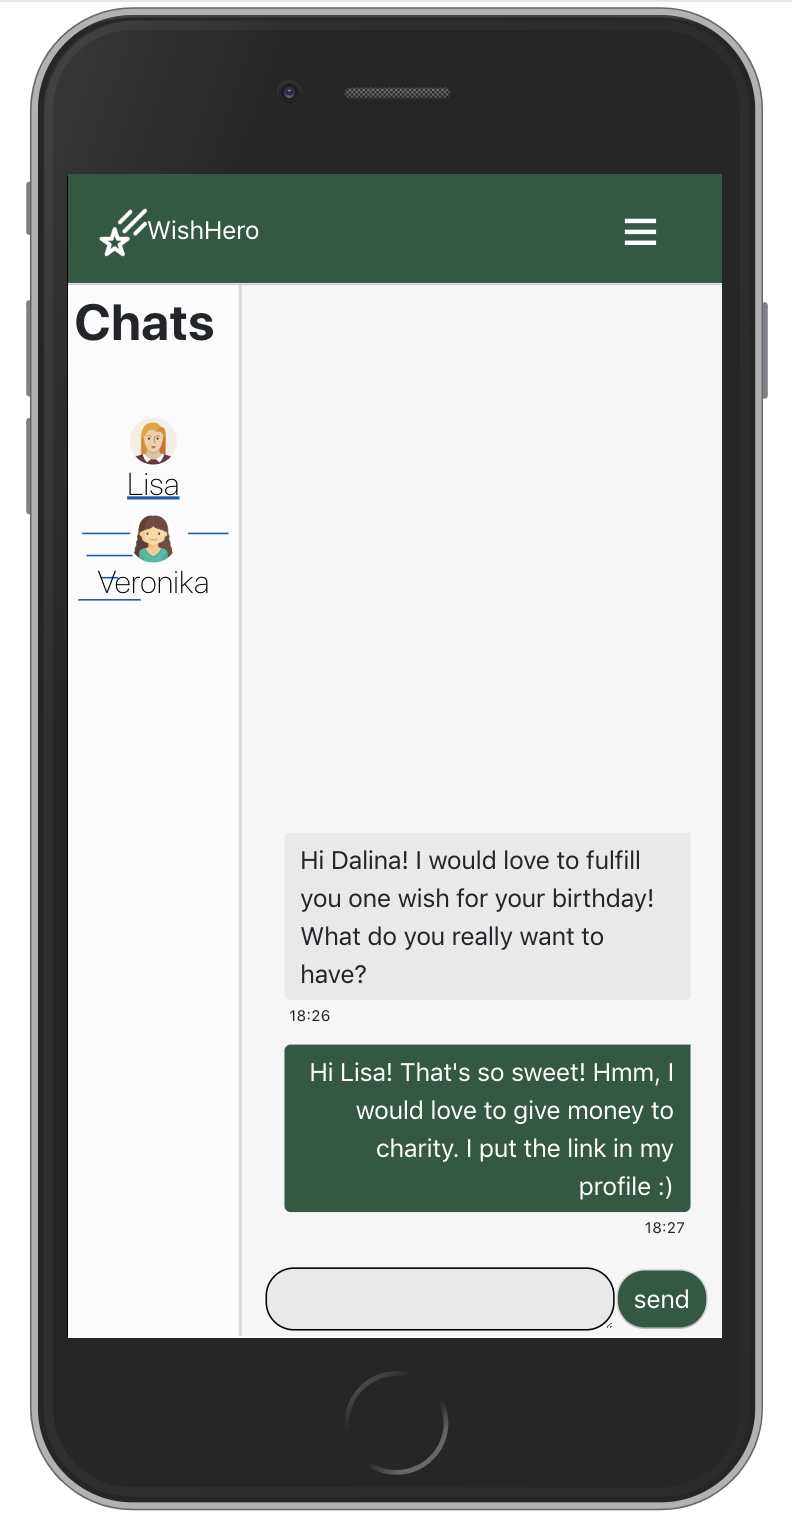 WishHero
Chats
Lisa
Veronika
Hi Dalina! I would love to fulfill
you one wish for your birthday!
What do you really want to
have?
18:26
Hi Lisa! That's so sweet! Hmm, I
would love to give money to
charity. I put the link in my
profile :)
18:27
send